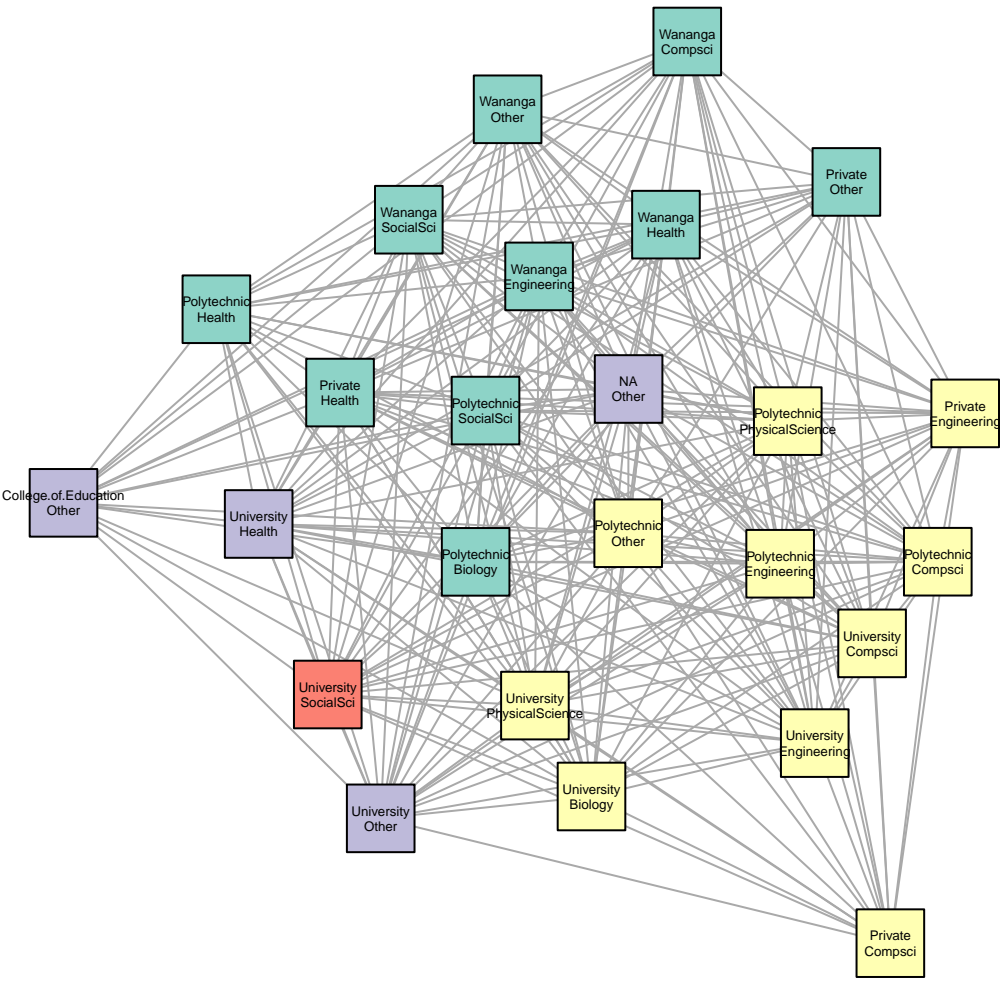 Wananga
Compsci
Wananga
Other
Private
Other
Wananga
SocialSci
Wananga
Health
Wananga
Engineering
Polytechnic
Health
Private
Health
Polytechnic
SocialSci
NA
Other
Polytechnic
PhysicalScience
Private
Engineering
College.of.Education
Other
University
Health
Polytechnic
Biology
Polytechnic
Other
Polytechnic
Engineering
Polytechnic
Compsci
University
Compsci
University
SocialSci
University
PhysicalScience
University
Engineering
University
Biology
University
Other
Private
Compsci